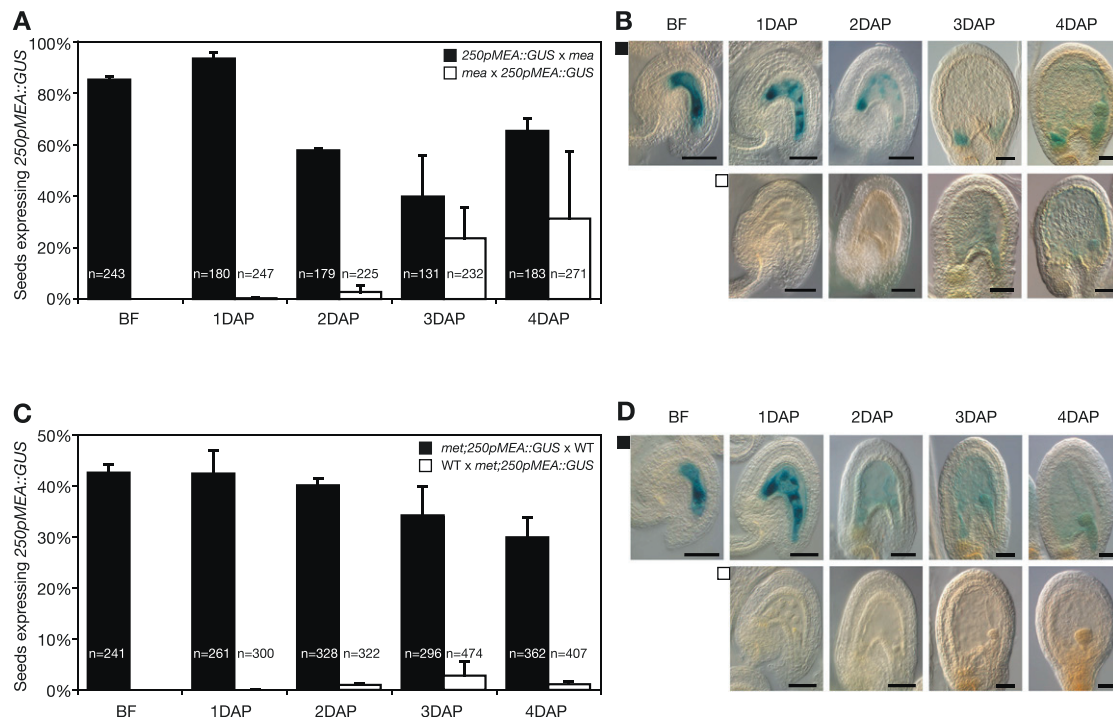 A
Seeds expressing 250pMEA::GUS
100%
80%
60%
40%
20%
0%
250pMEA::GUS x mea
mea x 250pMEA::GUS
n=243
n=180
n=247
n=179
n=225
n=131
n=232
n=183
n=271
BF
1DAP
2DAP
3DAP
4DAP
B
BF
1DAP
2DAP
3DAP
4DAP
C
Seeds expressing 250pMEA::GUS
50%
40%
30%
20%
10%
0%
met;250pMEA::GUS x WT
WT x met;250pMEA::GUS
n=241
n=261
n=300
n=328
n=322
n=296
n=474
n=362
n=407
BF
1DAP
2DAP
3DAP
4DAP
D
BF
1DAP
2DAP
3DAP
4DAP